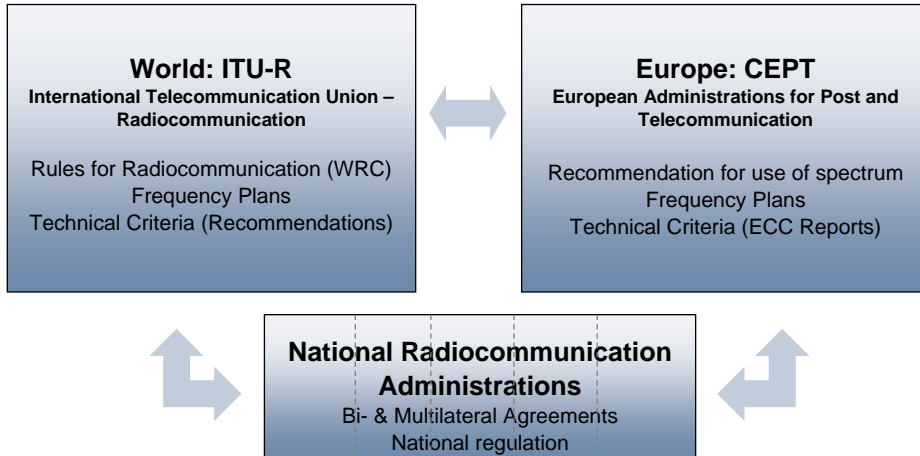 World: ITU-R
International Telecommunication Union –
Radiocommunication
Rules for Radiocommunication (WRC)
Frequency Plans
Technical Criteria (Recommendations)
Europe: CEPT
European Administrations for Post and
Telecommunication
Recommendation for use of spectrum
Frequency Plans
Technical Criteria (ECC Reports)
National Radiocommunication
Administrations
Bi- & Multilateral Agreements
National regulation